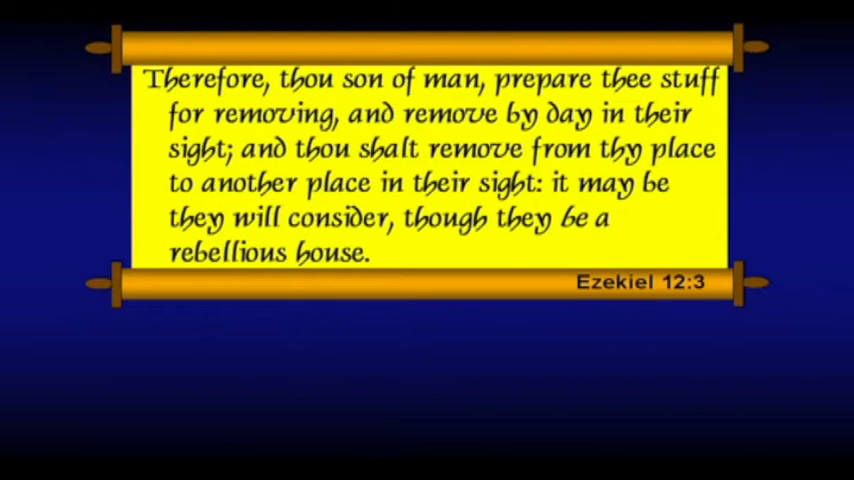 Therefore, thou son of man, prepare thee stuff
for removing, and remove by day in their
sight; and thou shalt remove from thy place
to another place in their sight: it may be
they will consider, though they be a
rebellious house.
Ezekiel 12:3